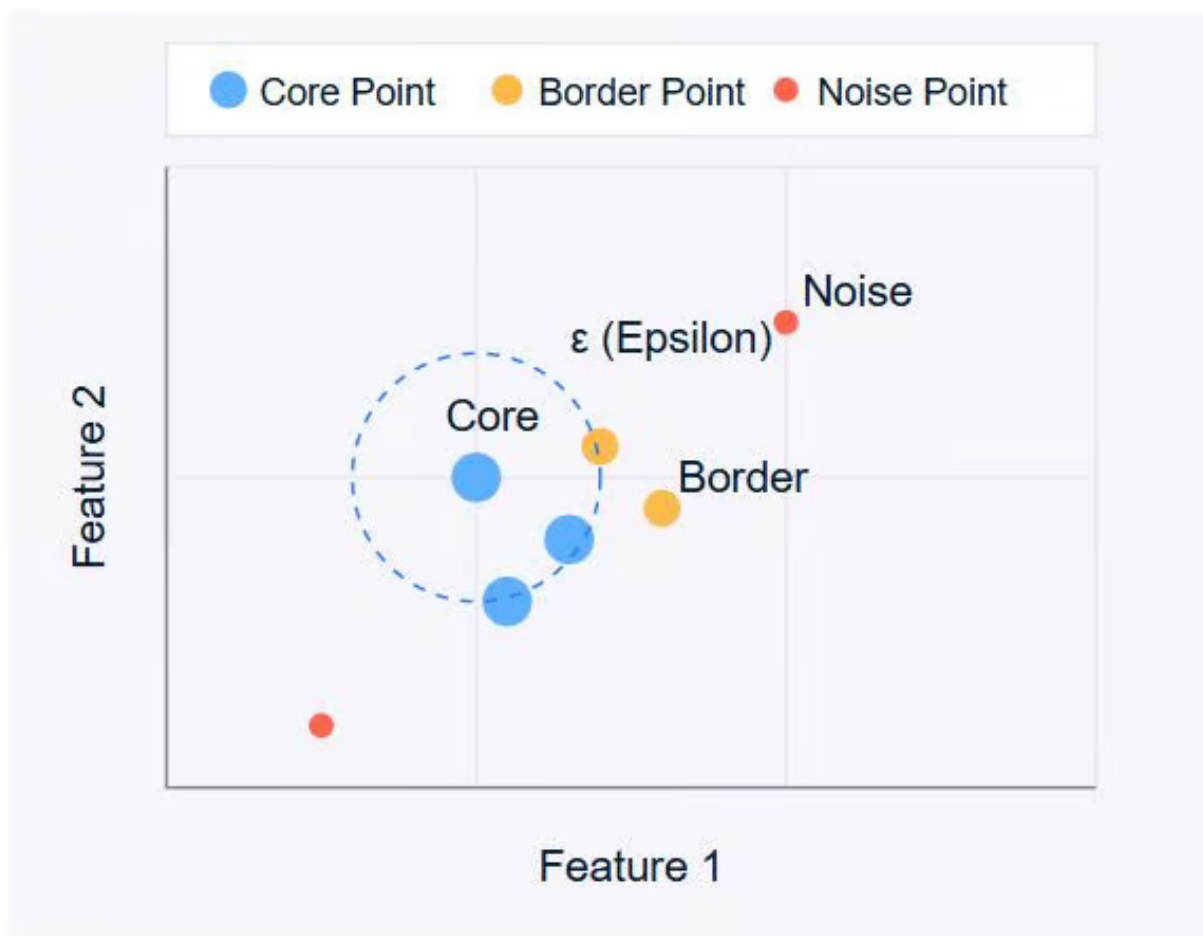 Core Point Border Point Noise Point
Noise
ε (Epsilon)
Core
Border
Feature 2
Feature 1